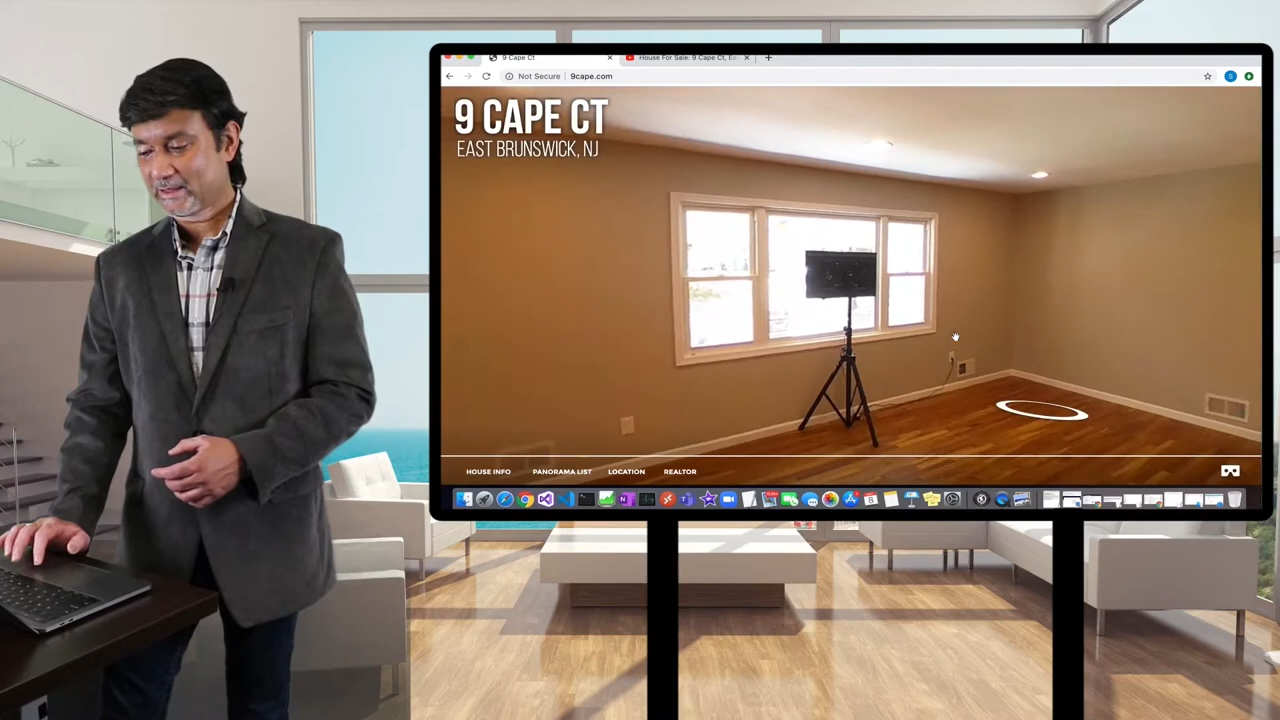 9 Cape Ct
House For Sale: 9 Cape Ct, Ea
Not Secure
9cape.com
S
9 CAPE CT
EAST BRUNSWICK, NJ
HOUSE INFO
PANORAMA LIST
LOCATION
REALTOR
8